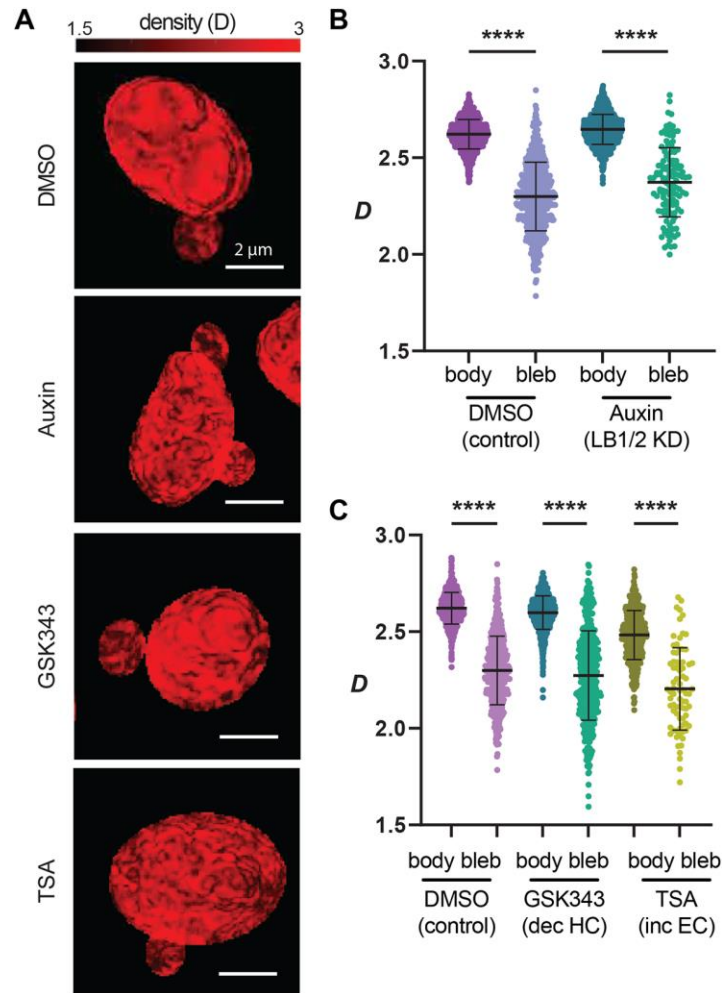 A
density (D)
1.5 3
DMSO
2 μm
Auxin
GSK343
TSA
B
**** ****
3.0
2.5
D
2.0
1.5
body bleb body bleb
DMSO Auxin
(control) (LB1/2 KD)
C
**** **** ****
3.0
2.5
D
2.0
1.5
body bleb body bleb body bleb
DMSO GSK343 TSA
(control) (dec HC) (inc EC)